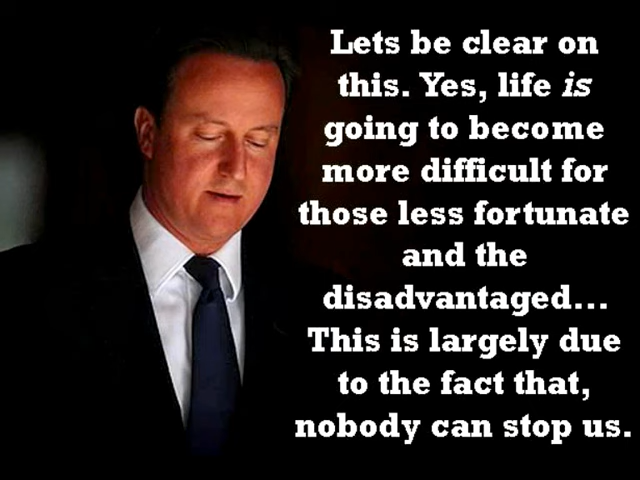 Lets be clear on
this. Yes, life is
going to become
more difficult for
those less fortunate
and the
disadvantaged...
This is largely due
to the fact that,
nobody can stop us.